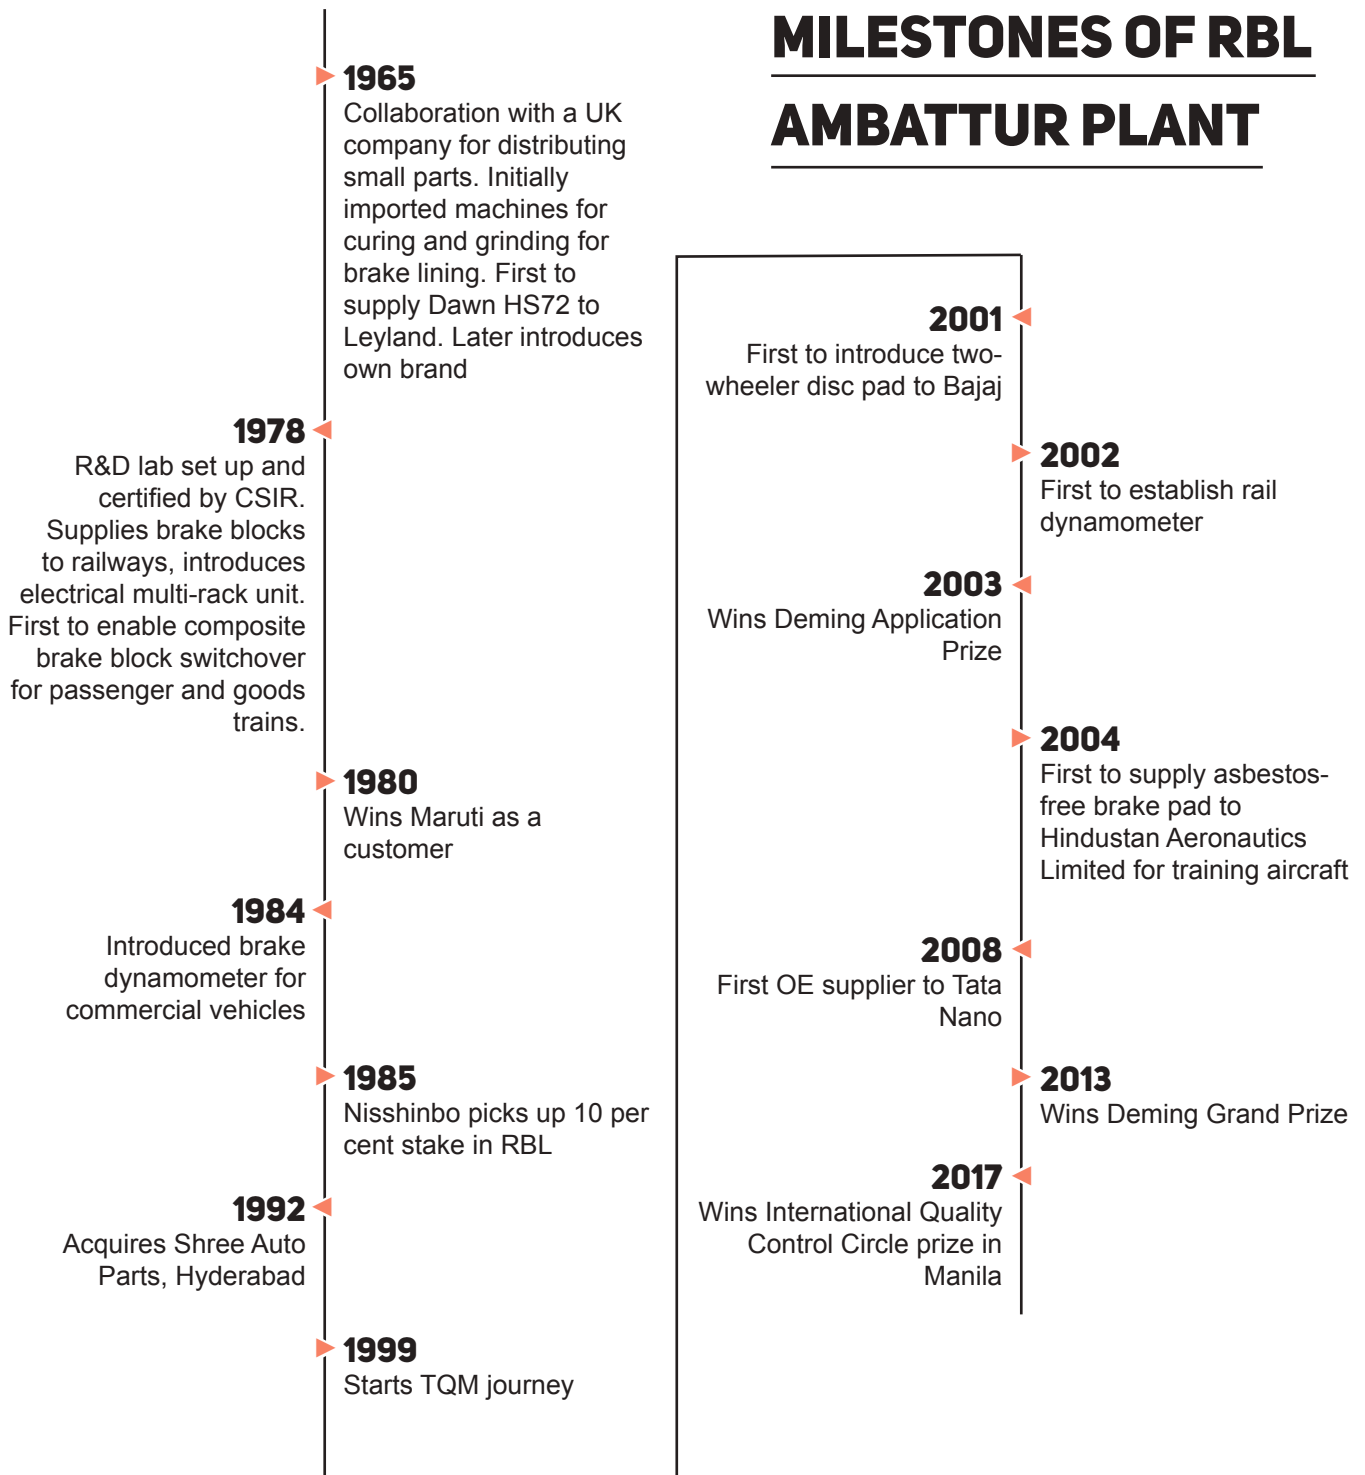 MILESTONES OF RBL
AMBATTUR PLANT
1965
Collaboration with a UK
company for distributing
small parts. Initially
imported machines for
curing and grinding for
brake lining. First to
supply Dawn HS72 to
Leyland. Later introduces
own brand
1978
R&D lab set up and
certified by CSIR.
Supplies brake blocks
to railways, introduces
electrical multi-rack unit.
First to enable composite
brake block switchover
for passenger and goods
trains.
1980
Wins Maruti as a
customer
1984
Introduced brake
dynamometer for
commercial vehicles
1985
Nisshinbo picks up 10 per
cent stake in RBL
1992
Acquires Shree Auto
Parts, Hyderabad
1999
Starts TQM journey
2001
First to introduce two-
wheeler disc pad to Bajaj
2002
First to establish rail
dynamometer
2003
Wins Deming Application
Prize
2004
First to supply asbestos-
free brake pad to
Hindustan Aeronautics
Limited for training aircraft
2008
First OE supplier to Tata
Nano
2013
Wins Deming Grand Prize
2017
Wins International Quality
Control Circle prize in
Manila